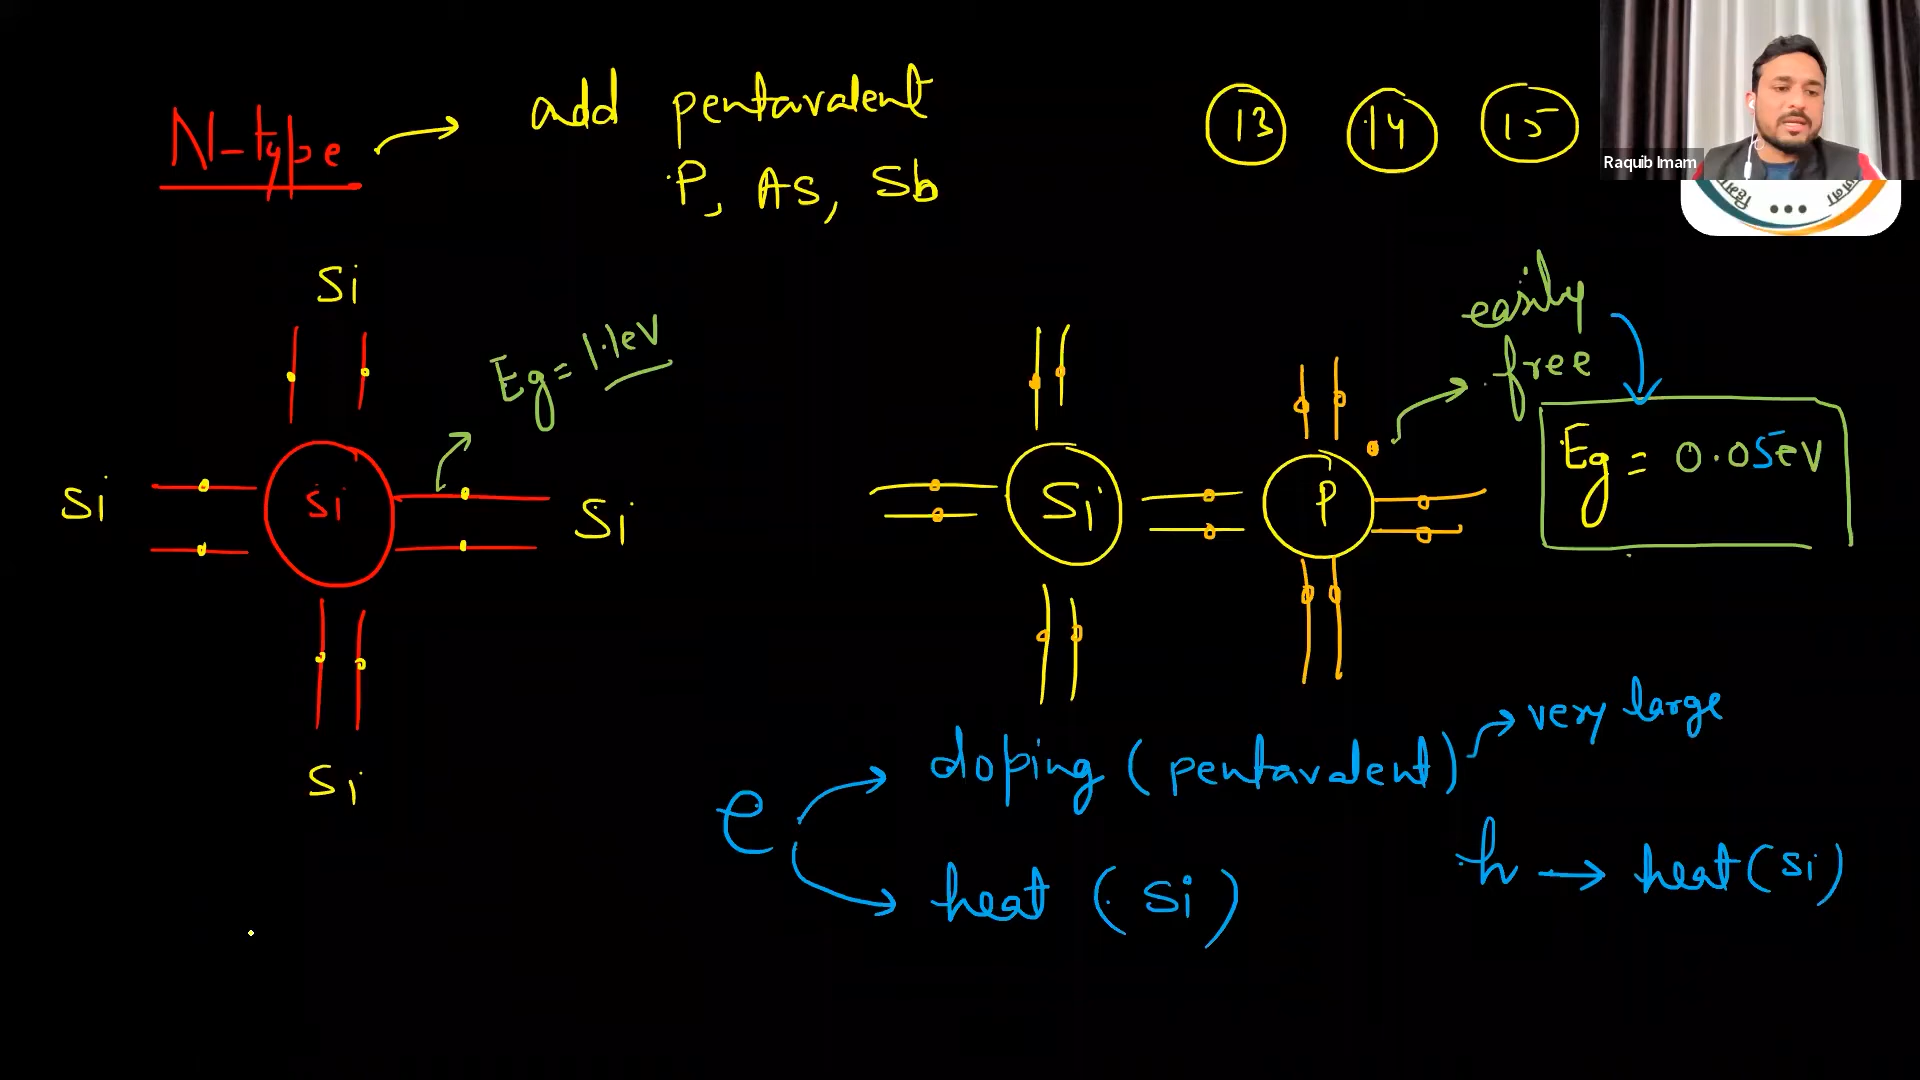 N-type → add pentavalent
P, As, Sb
13 14 15
Raquib Imam
Si
Eg = 1.1eV
Si Si Si
Si
easily
free
Si P
Eg = 0.05eV
e → doping (pentavalent) → very large
→ heat (Si)
h → heat (Si)